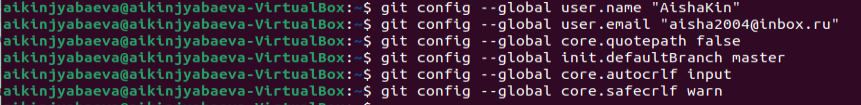 aikinjyabaeva@aikinjyabaeva-VirtualBox:~$ git config --global user.name "AishaKin"
aikinjyabaeva@aikinjyabaeva-VirtualBox:~$ git config --global user.email "aisha2004@inbox.ru"
aikinjyabaeva@aikinjyabaeva-VirtualBox:~$ git config --global core.quotepath false
aikinjyabaeva@aikinjyabaeva-VirtualBox:~$ git config --global init.defaultBranch master
aikinjyabaeva@aikinjyabaeva-VirtualBox:~$ git config --global core.autocrlf input
aikinjyabaeva@aikinjyabaeva-VirtualBox:~$ git config --global core.safecrlf warn